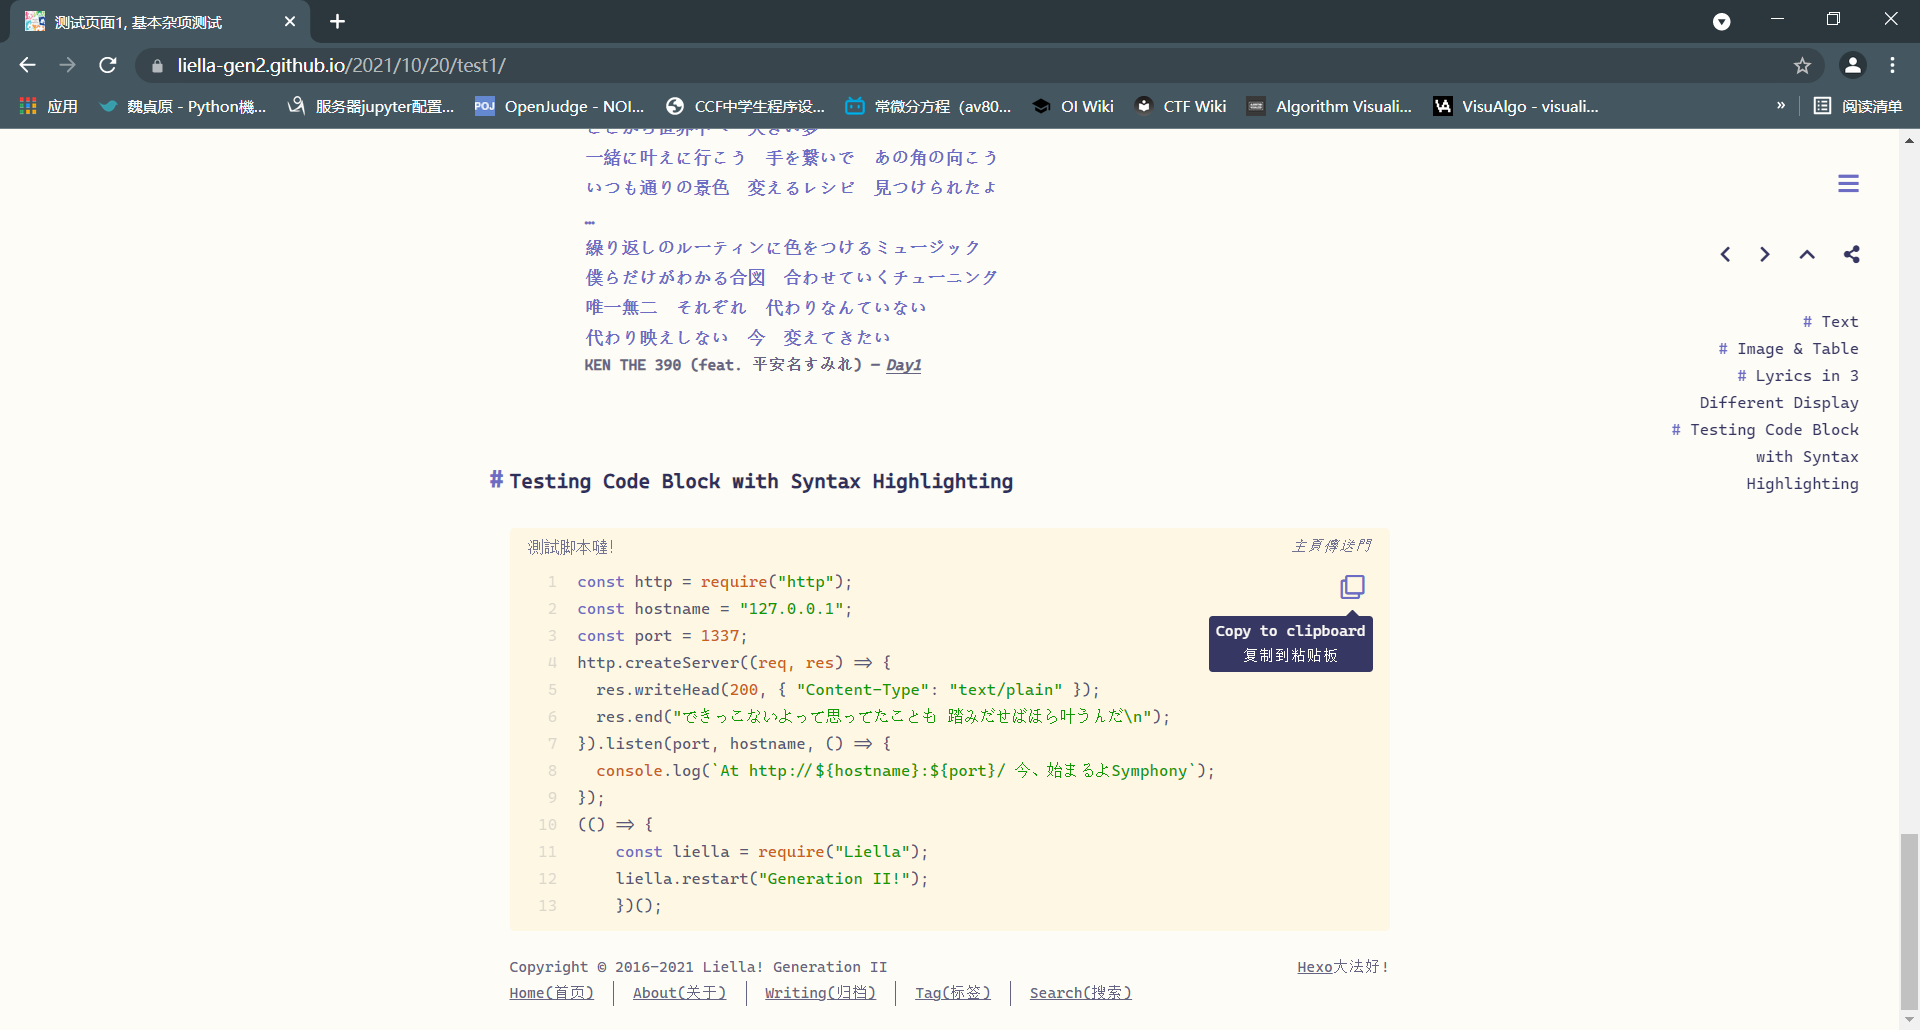 测试页面1, 基本杂项测试
liella-gen2.github.io/2021/10/20/test1/
应用 魏贞原 - Python機... 服务器jupyter配置... POJ OpenJudge - NOI... CCF中学生程序设... 常微分方程（av80... OI Wiki CTF Wiki Algorithm Visuali... VA VisuAlgo - visuali... » 阅读清单
一緒に叶えに行こう　手を繋いで　あの角の向こう
いつも通りの景色　変えるレシピ　見つけられたよ
…
繰り返しのルーティンに色をつけるミュージック
僕らだけがわかる合図　合わせていくチューニング
唯一無二　それぞれ　代わりなんていない
代わり映えしない　今　変えてきたい
KEN THE 390 (feat. 平安名すみれ) — Day1
# Text
# Image & Table
# Lyrics in 3
Different Display
# Testing Code Block
with Syntax
Highlighting
# Testing Code Block with Syntax Highlighting
測試脚本噠!
主頁傳送門
1 const http = require("http");
2 const hostname = "127.0.0.1";
3 const port = 1337;
4 http.createServer((req, res) => {
5 res.writeHead(200, { "Content-Type": "text/plain" });
6 res.end("できっこないよって思ってたことも 踏みだせばほら叶うんだ\n");
7 }).listen(port, hostname, () => {
8 console.log(`At http://${hostname}:${port}/ 今、始まるよSymphony`);
9 });
10 (() => {
11 const liella = require("Liella");
12 liella.restart("Generation II!");
13 })();
Copy to clipboard
复制到粘贴板
Copyright © 2016-2021 Liella! Generation II
Hexo大法好!
Home(首页) About(关于) Writing(归档) Tag(标签) Search(搜索)